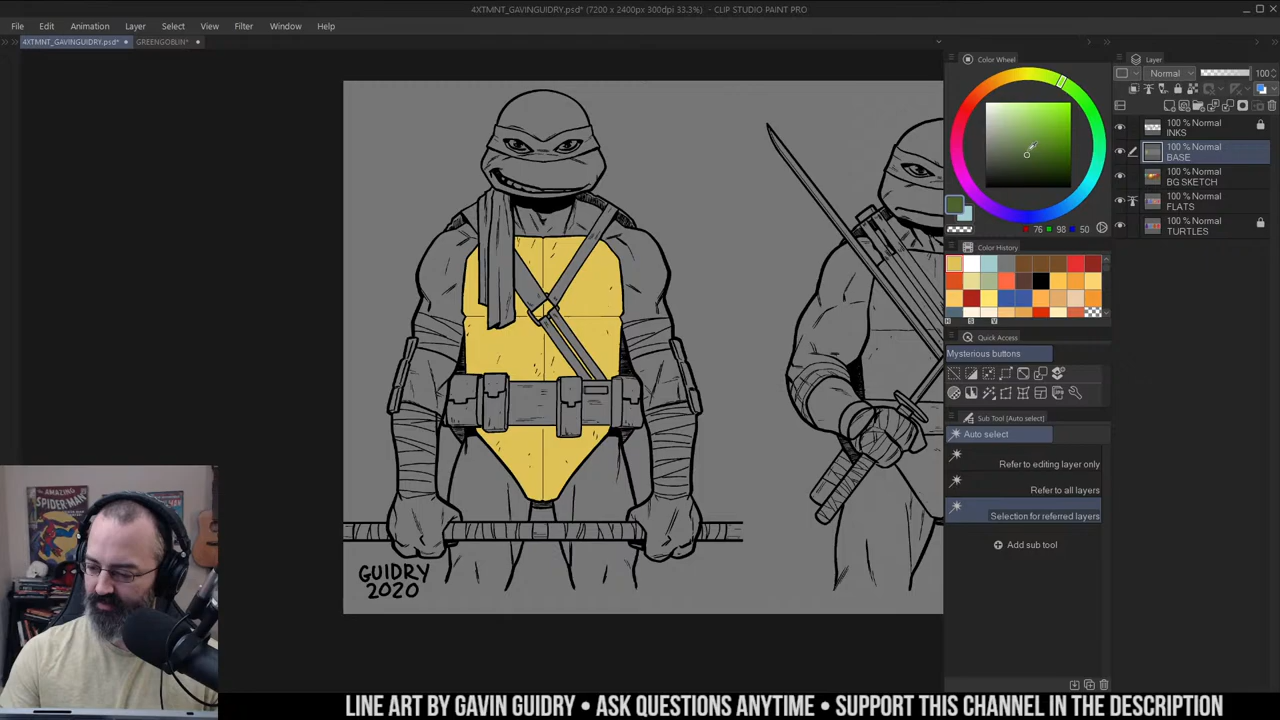 4XTMNT_GAVINGUIDRY.psd* (7200 x 2400px 300dpi 33.3%) - CLIP STUDIO PAINT PRO
File Edit Animation Layer Select View Filter Window Help
4XTMNT_GAVINGUIDRY.psd* GREENGOBLIN*
Color Wheel
76 98 50
Color History
H S V
Quick Access
Mysterious buttons
Sub Tool [Auto select]
Auto select
Refer to editing layer only
Refer to all layers
Selection for referred layers
Add sub tool
Layer
Normal 100
100 % Normal
INKS
100 % Normal
BASE
100 % Normal
BG SKETCH
100 % Normal
FLATS
100 % Normal
TURTLES
GUIDRY
2020
THE AMAZING
SPIDER-MAN
LINE ART BY GAVIN GUIDRY • ASK QUESTIONS ANYTIME • SUPPORT THIS CHANNEL IN THE DESCRIPTION